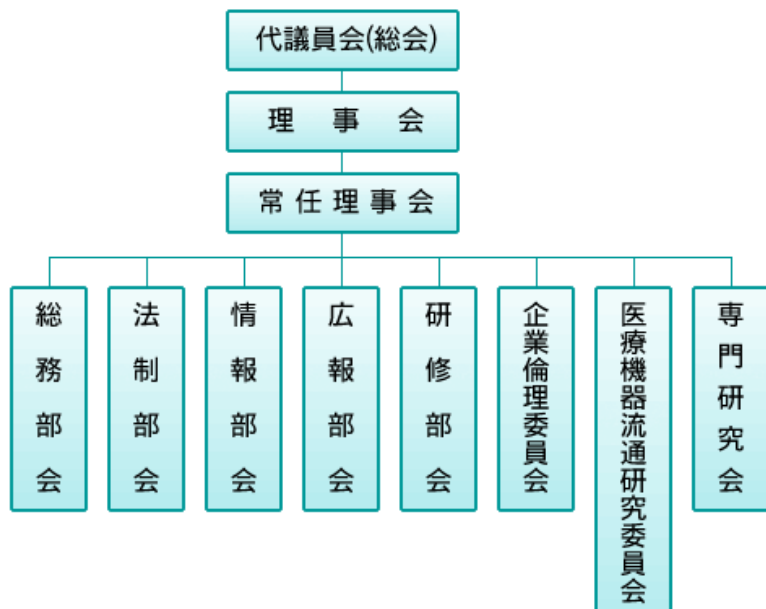 代議員会(総会)
理事会
常任理事会
総務部会
法制部会
情報部会
広報部会
研修部会
企業倫理委員会
医療機器流通研究委員会
専門研究会